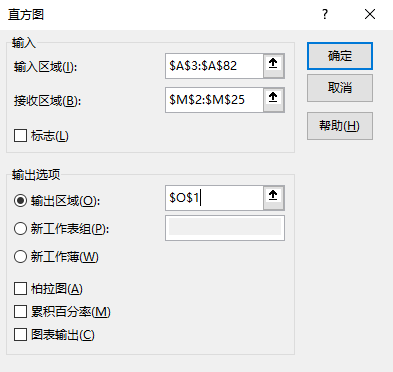 直方图
?
输入
输入区域(I):
$A$3:$A$82
接收区域(B):
$M$2:$M$25
标志(L)
确定
取消
帮助(H)
输出选项
输出区域(O):
$O$1
新工作表组(P):
新工作薄(W)
柏拉图(A)
累积百分率(M)
图表输出(C)